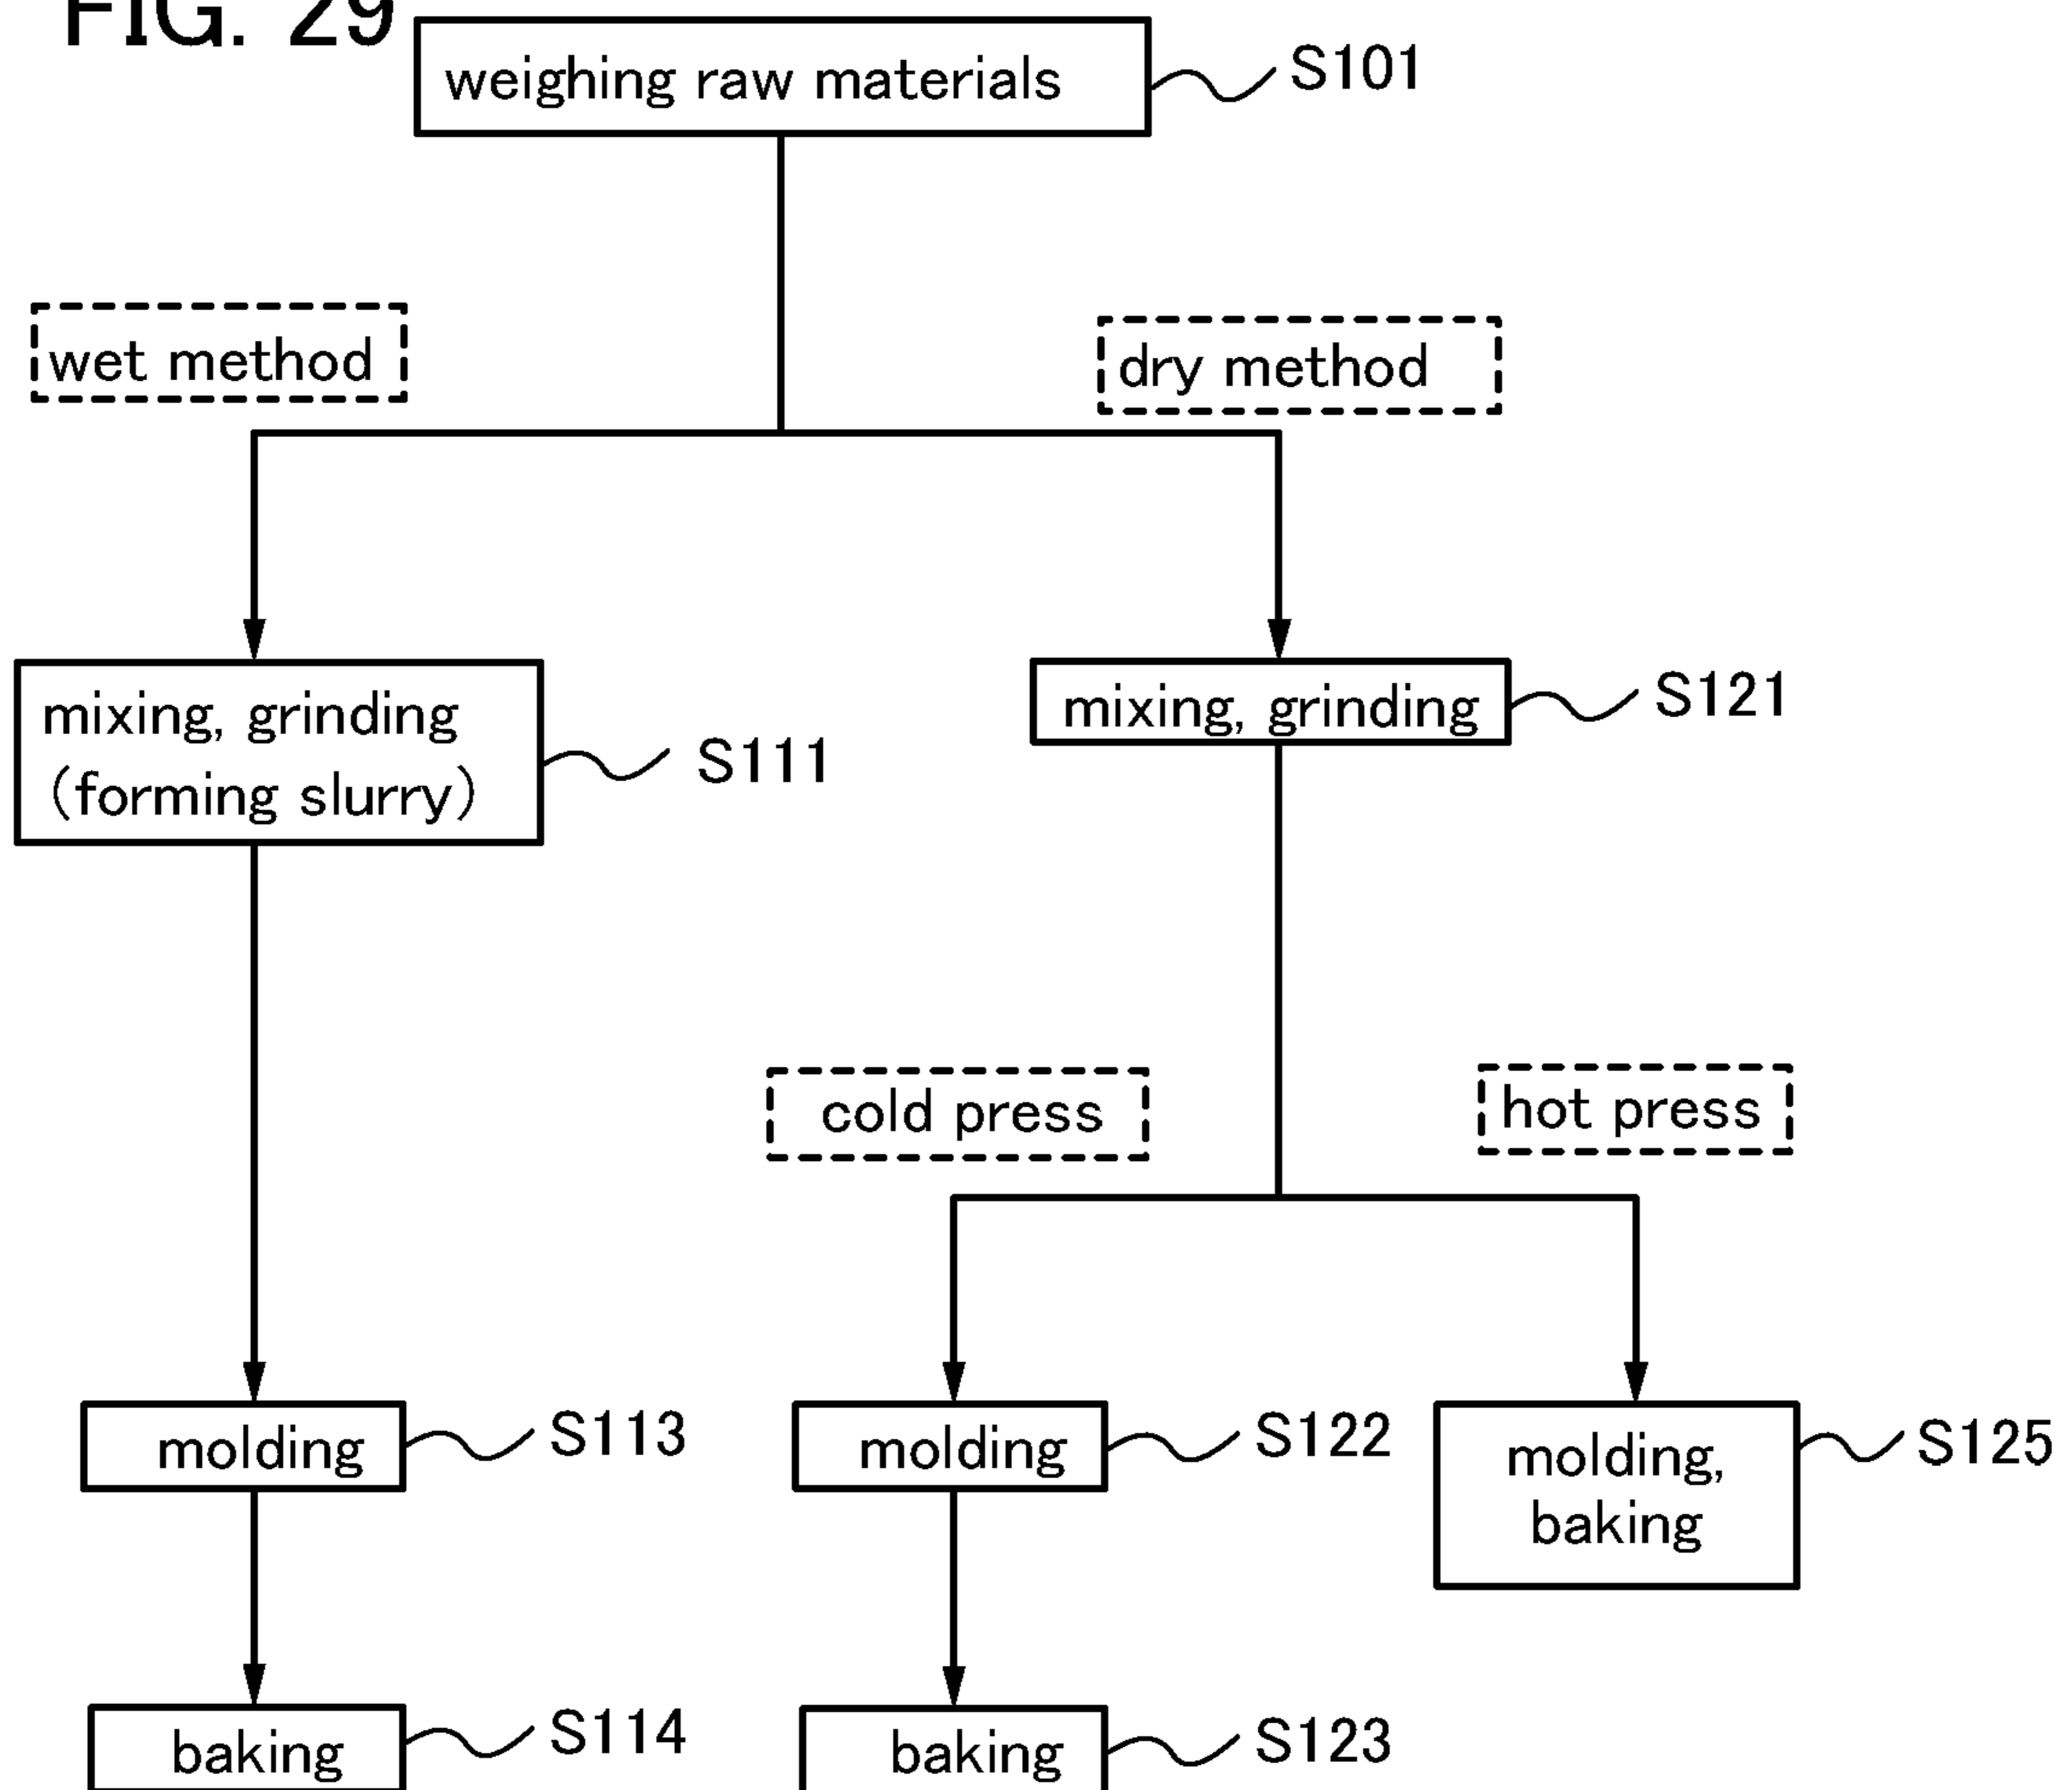 FIG. 29
weighing raw materials
S101
wet method
dry method
mixing, grinding
(forming slurry)
S111
mixing, grinding
S121
cold press
hot press
molding
S113
molding
S122
molding,
baking
S125
baking
S114
baking
S123